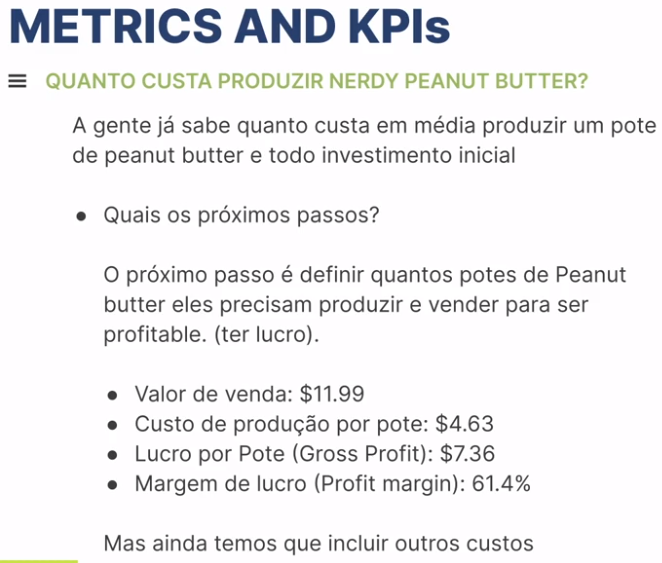 METRICS AND KPIs
QUANTO CUSTA PRODUZIR NERDY PEANUT BUTTER?
A gente já sabe quanto custa em média produzir um pote
de peanut butter e todo investimento inicial
● Quais os próximos passos?
O próximo passo é definir quantos potes de Peanut
butter eles precisam produzir e vender para ser
profitable. (ter lucro).
● Valor de venda: $11.99
● Custo de produção por pote: $4.63
● Lucro por Pote (Gross Profit): $7.36
● Margem de lucro (Profit margin): 61.4%
Mas ainda temos que incluir outros custos